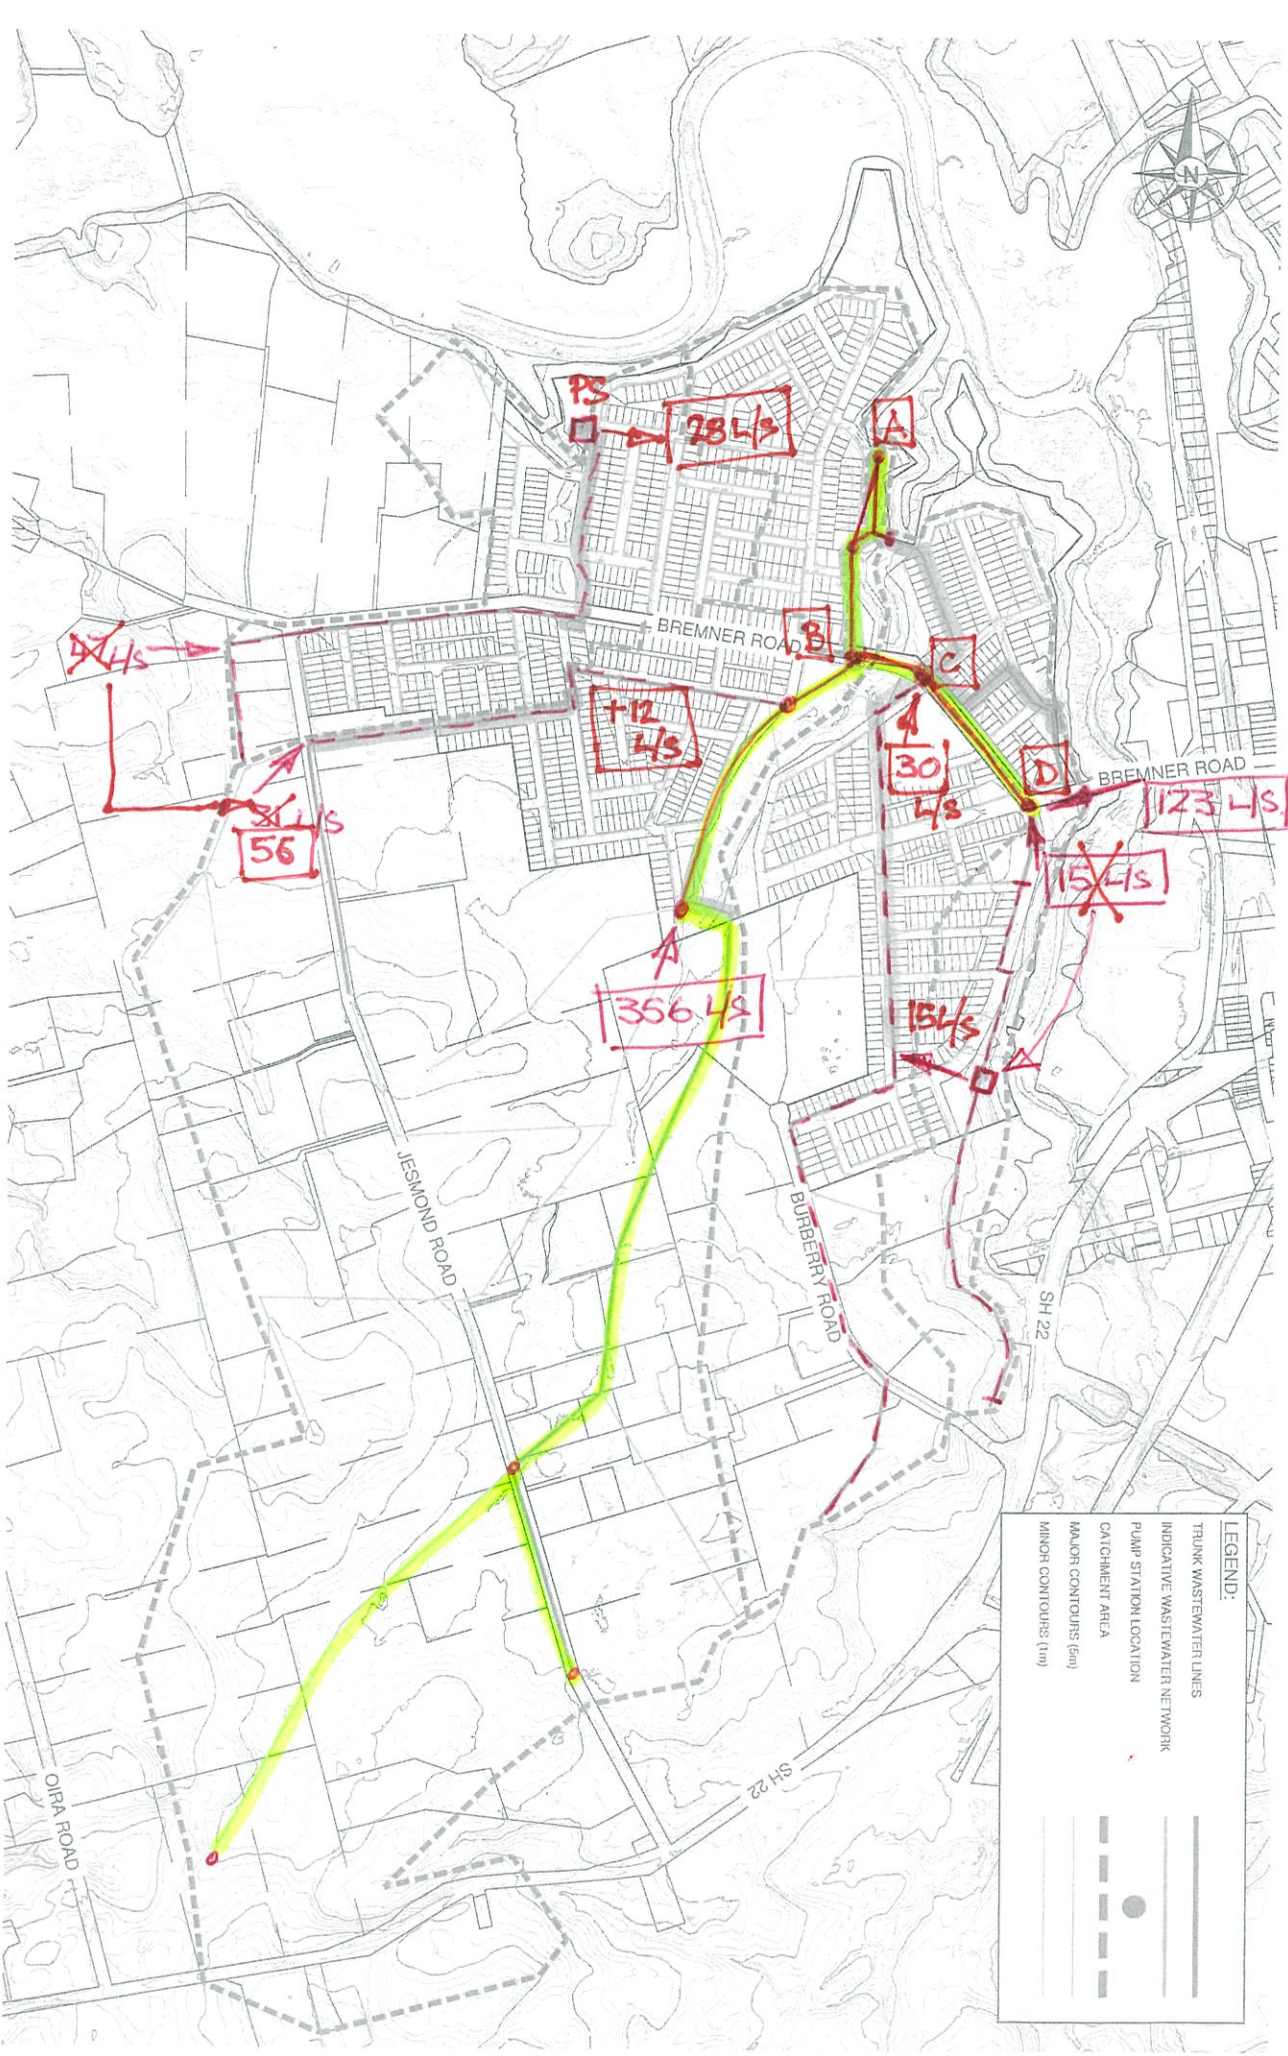 N
PS
28 L/S
A
BREMNER ROAD
B
C
L/S
+12
L/S
30
L/S
D
BREMNER ROAD
123 L/S
L/S
56
15 L/S
356 L/S
15L/S
JESMOND ROAD
BURBERRY ROAD
SH 22
SH 22
OIRA ROAD
LEGEND:
TRUNK WASTEWATER LINES
INDICATIVE WASTEWATER NETWORK
PUMP STATION LOCATION
CATCHMENT AREA
MAJOR CONTOURS (5m)
MINOR CONTOURS (1m)